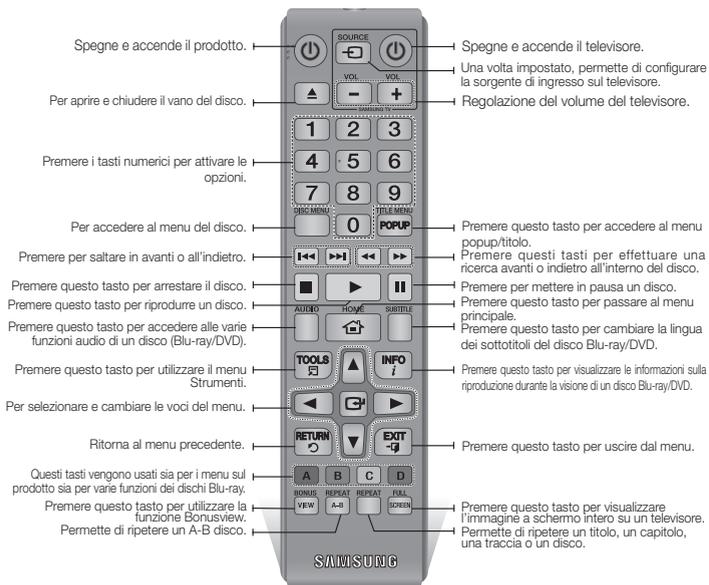 Spegne e accende il prodotto.
Per aprire e chiudere il vano del disco.
Premere i tasti numerici per attivare le
opzioni.
Per accedere al menu del disco.
Premere per saltare in avanti o all'indietro.
Premere questo tasto per arrestare il disco.
Premere questo tasto per riprodurre un disco.
Premere questo tasto per accedere alle varie
funzioni audio di un disco (Blu-ray/DVD).
Premere questo tasto per utilizzare il menu
Strumenti.
Per selezionare e cambiare le voci del menu.
Ritorna al menu precedente.
Questi tasti vengono usati sia per i menu sul
prodotto sia per varie funzioni dei dischi Blu-ray.
Premere questo tasto per utilizzare la
funzione Bonusview.
Permette di ripetere un A-B disco.
SOURCE
VOL VOL
SAMSUNG TV
1 2 3
4 5 6
7 8 9
DISC MENU TITLE MENU
0 POPUP
AUDIO HOME SUBTITLE
TOOLS INFO
i
RETURN EXIT
A B C D
BONUS REPEAT REPEAT FULL
VIEW A-B SCREEN
SAMSUNG
Spegne e accende il televisore.
Una volta impostato, permette di configurare
la sorgente di ingresso sul televisore.
Regolazione del volume del televisore.
Premere questo tasto per accedere al menu
popup/titolo.
Premere questi tasti per effettuare una
ricerca avanti o indietro all'interno del disco.
Premere per mettere in pausa un disco.
Premere questo tasto per passare al menu
principale.
Premere questo tasto per cambiare la lingua
dei sottotitoli del disco Blu-ray/DVD.
Premere questo tasto per visualizzare le informazioni sulla
riproduzione durante la visione di un disco Blu-ray/DVD.
Premere questo tasto per uscire dal menu.
Premere questo tasto per visualizzare
l'immagine a schermo intero su un televisore.
Permette di ripetere un titolo, un capitolo,
una traccia o un disco.